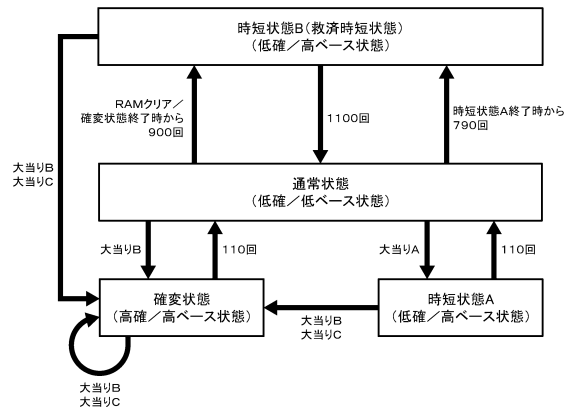 時短状態B(救済時短状態)
(低確／高ベース状態)
RAMクリア／
確変状態終了時から
900回
1100回
時短状態A終了時から
790回
大当りB
大当りC
通常状態
(低確／低ベース状態)
大当りB
110回
大当りA
110回
確変状態
(高確／高ベース状態)
大当りB
大当りC
時短状態A
(低確／高ベース状態)
大当りB
大当りC